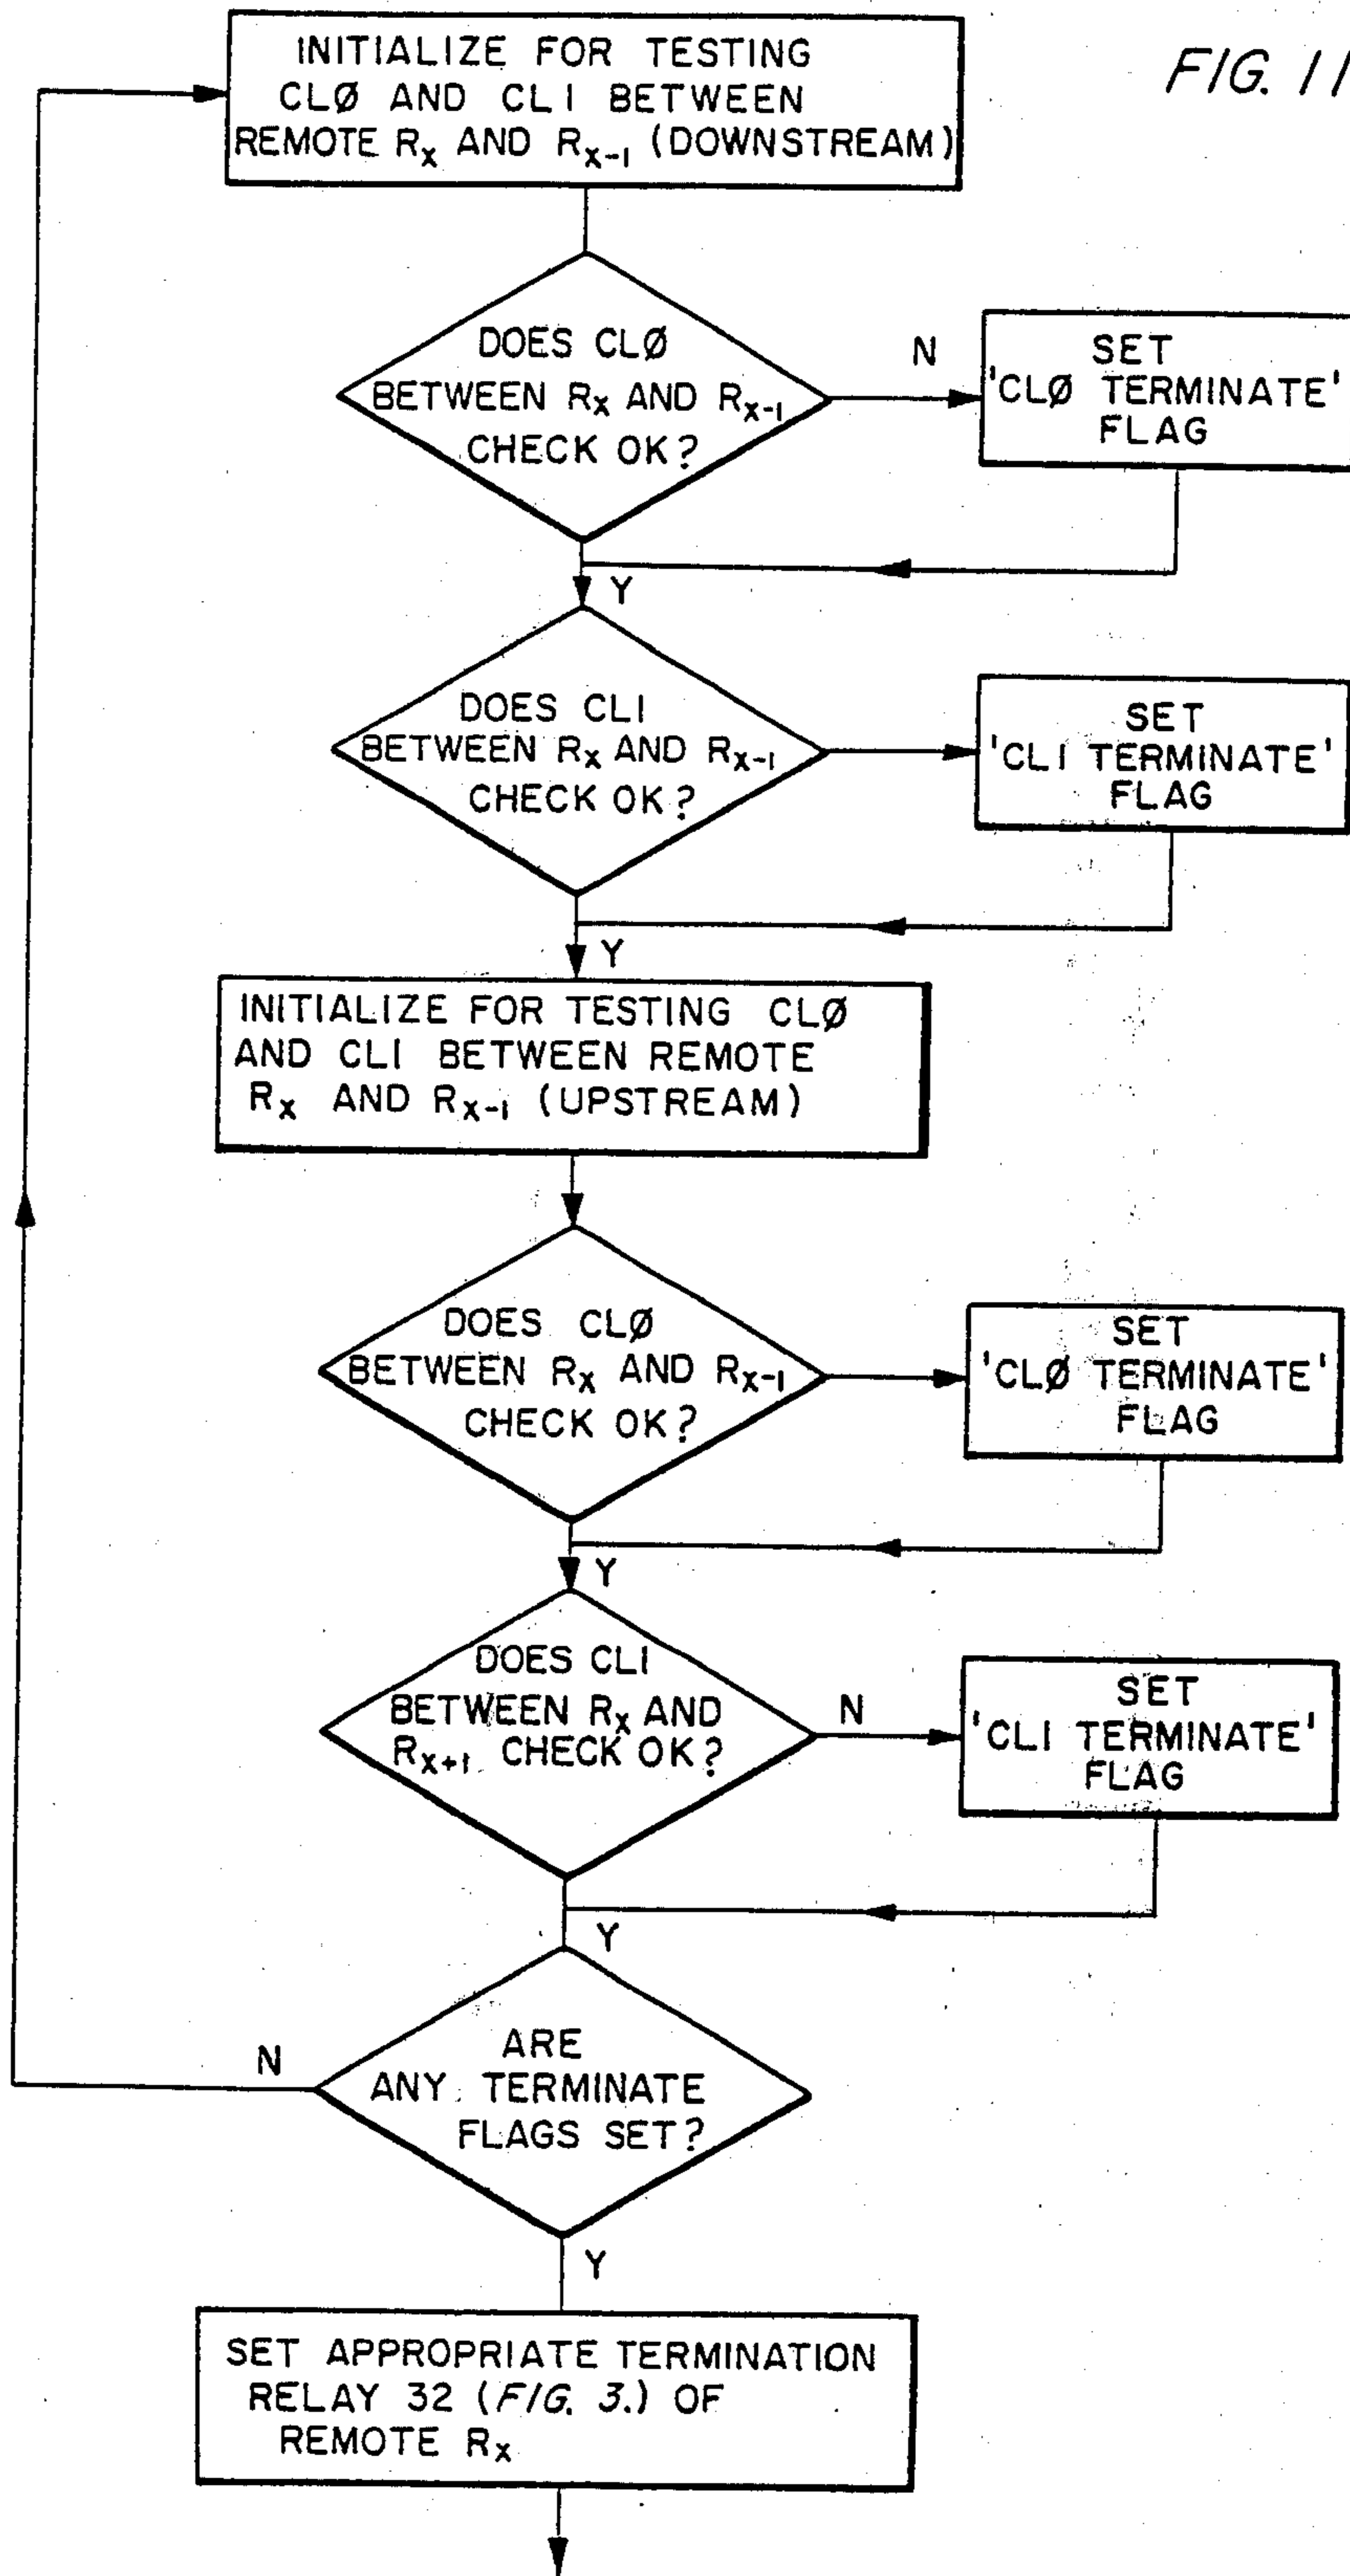 FIG. 11
INITIALIZE FOR TESTING
CLØ AND CL1 BETWEEN
REMOTE Rx AND Rx-1 (DOWNSTREAM)
DOES CLØ
BETWEEN Rx AND Rx-1
CHECK OK?
N
SET
'CLØ TERMINATE'
FLAG
Y
DOES CL1
BETWEEN Rx AND Rx-1
CHECK OK?
SET
'CL1 TERMINATE'
FLAG
Y
INITIALIZE FOR TESTING CLØ
AND CL1 BETWEEN REMOTE
Rx AND Rx-1 (UPSTREAM)
DOES CLØ
BETWEEN Rx AND Rx-1
CHECK OK?
SET
'CLØ TERMINATE'
FLAG
Y
DOES CL1
BETWEEN Rx AND
Rx+1 CHECK OK?
N
SET
'CL1 TERMINATE'
FLAG
Y
ARE
ANY TERMINATE
FLAGS SET?
N
Y
SET APPROPRIATE TERMINATION
RELAY 32 (FIG. 3.) OF
REMOTE Rx